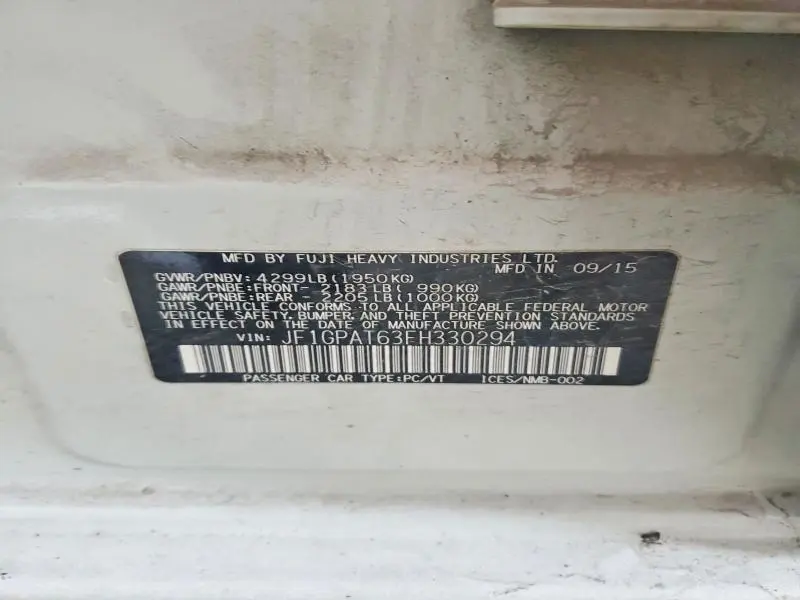 MFD BY FUJI HEAVY INDUSTRIES LTD.
MFD IN 09/15
GVWR/PNBV: 4299LB (1950KG)
GAWR/PNBE:FRONT- 2183LB ( 990KG)
GAWR/PNBE:REAR - 2205LB (1000KG)
THIS VEHICLE CONFORMS TO ALL APPLICABLE FEDERAL MOTOR
VEHICLE SAFETY, BUMPER, AND THEFT PREVENTION STANDARDS
IN EFFECT ON THE DATE OF MANUFACTURE SHOWN ABOVE.
VIN: JF1GPAT63FH330294
PASSENGER CAR TYPE:PC/VT ICES/NMB-002